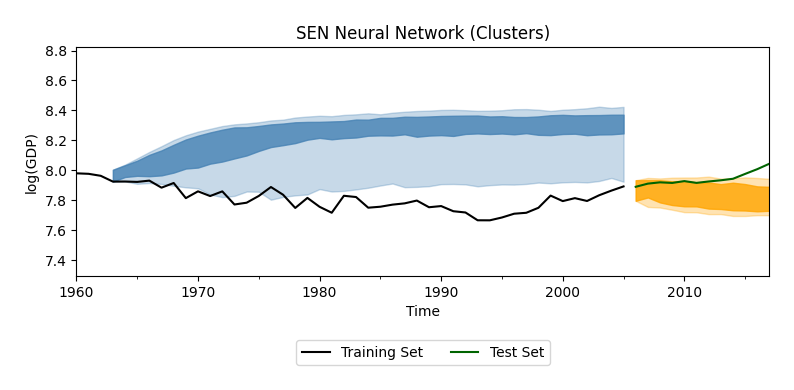 SEN Neural Network (Clusters)
8.8
8.6
8.4
8.2
8.0
7.8
7.6
7.4
log(GDP)
1960 1970 1980 1990 2000 2010
Time
Training Set Test Set